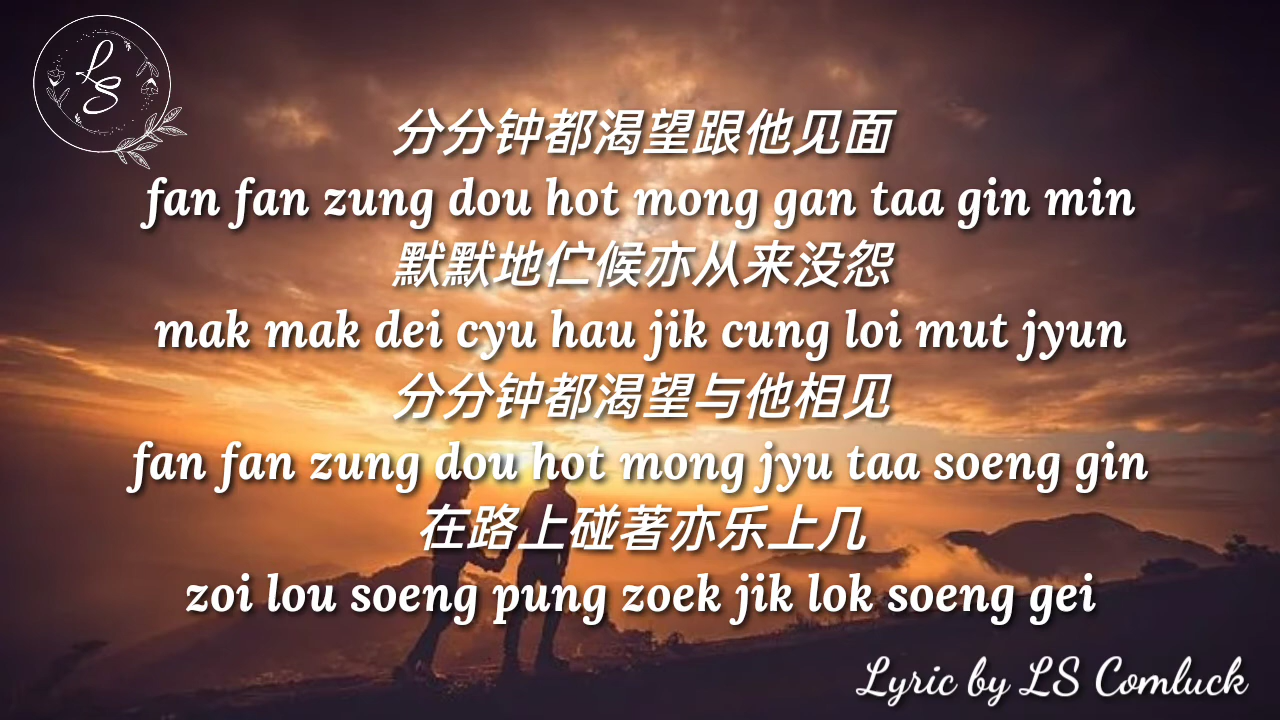 LS
分分钟都渴望跟他见面
fan fan zung dou hot mong gan taa gin min
默默地伫候亦从来没怨
mak mak dei cyu hau jik cung loi mut jyun
分分钟都渴望与他相见
fan fan zung dou hot mong jyu taa soeng gin
在路上碰著亦乐上几
zoi lou soeng pung zoek jik lok soeng gei
Lyric by LS Comluck